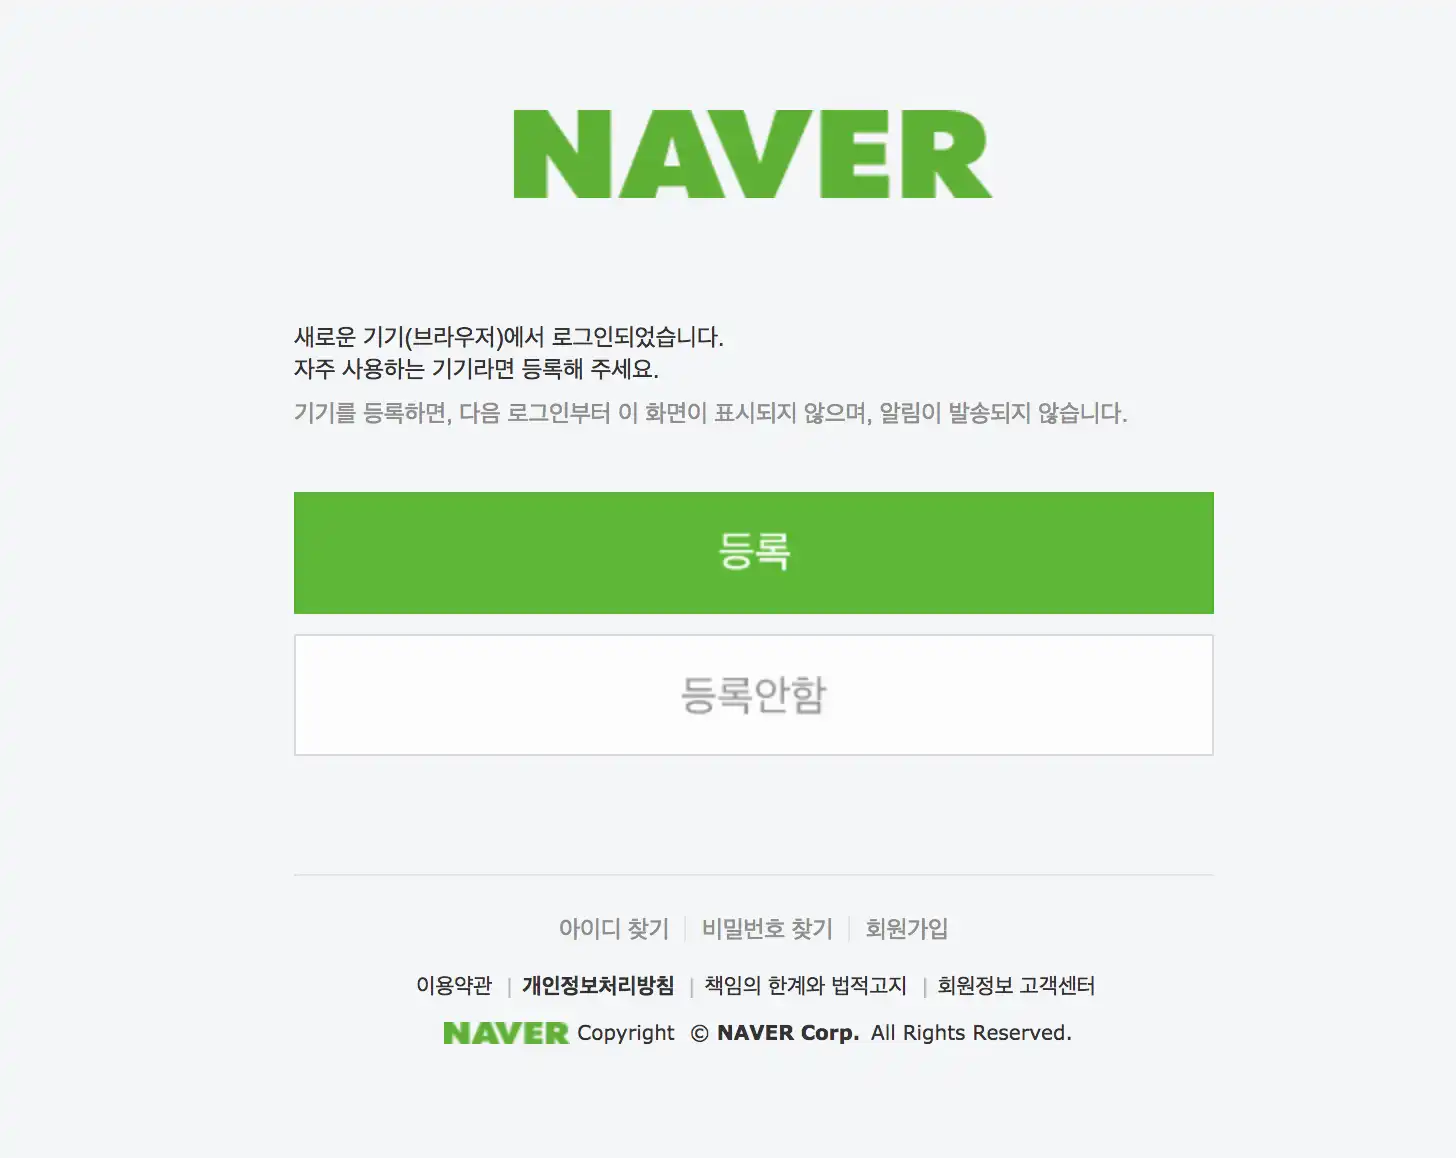 NAVER
새로운 기기(브라우저)에서 로그인되었습니다.
자주 사용하는 기기라면 등록해 주세요.
기기를 등록하면, 다음 로그인부터 이 화면이 표시되지 않으며, 알림이 발송되지 않습니다.
등록
등록안함
아이디 찾기 | 비밀번호 찾기 | 회원가입
이용약관 | 개인정보처리방침 | 책임의 한계와 법적고지 | 회원정보 고객센터
NAVER Copyright © NAVER Corp. All Rights Reserved.